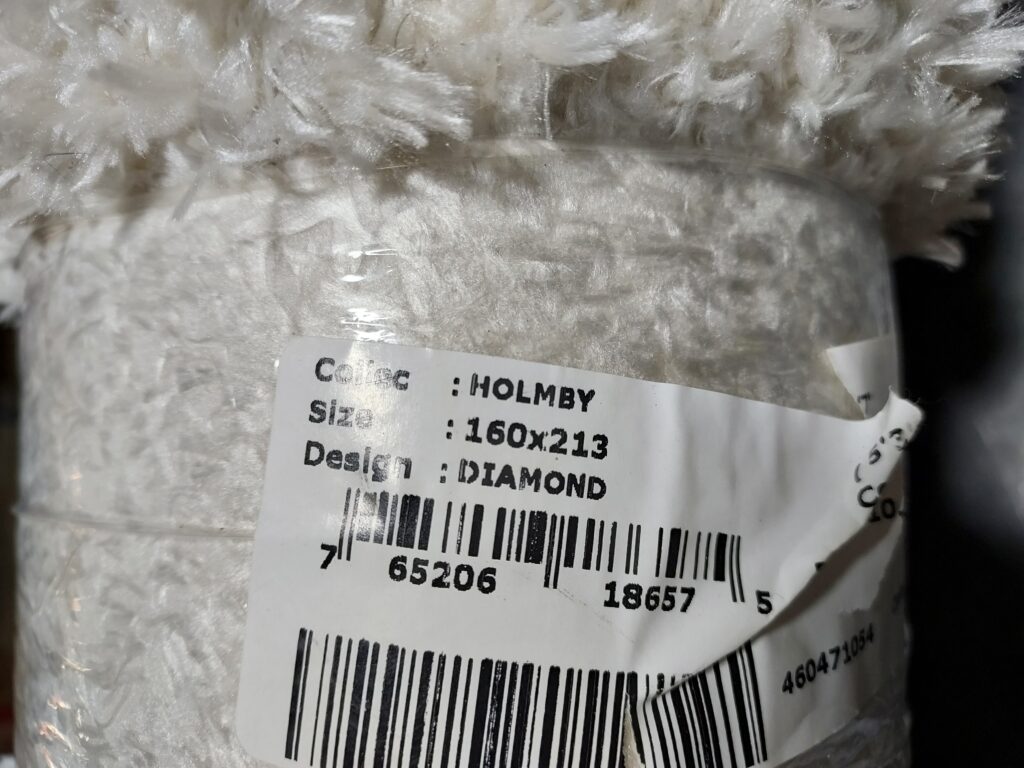 Collec : HOLMBY
Size : 160x213
Design : DIAMOND
7 65206 18657 5
460471054